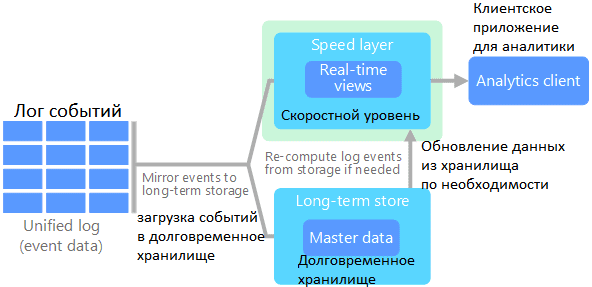 Лог событий
Unified log
(event data)
Mirror events to
long-term storage
загрузка событий
в долговременное
хранилище
Speed layer
Real-time
views
Скоростной уровень
Re-compute log events
from storage if needed
Long-term store
Master data
Долговременное
хранилище
Клиентское
приложение
для аналитики
Analytics client
Обновление данных
из хранилища
по необходимости